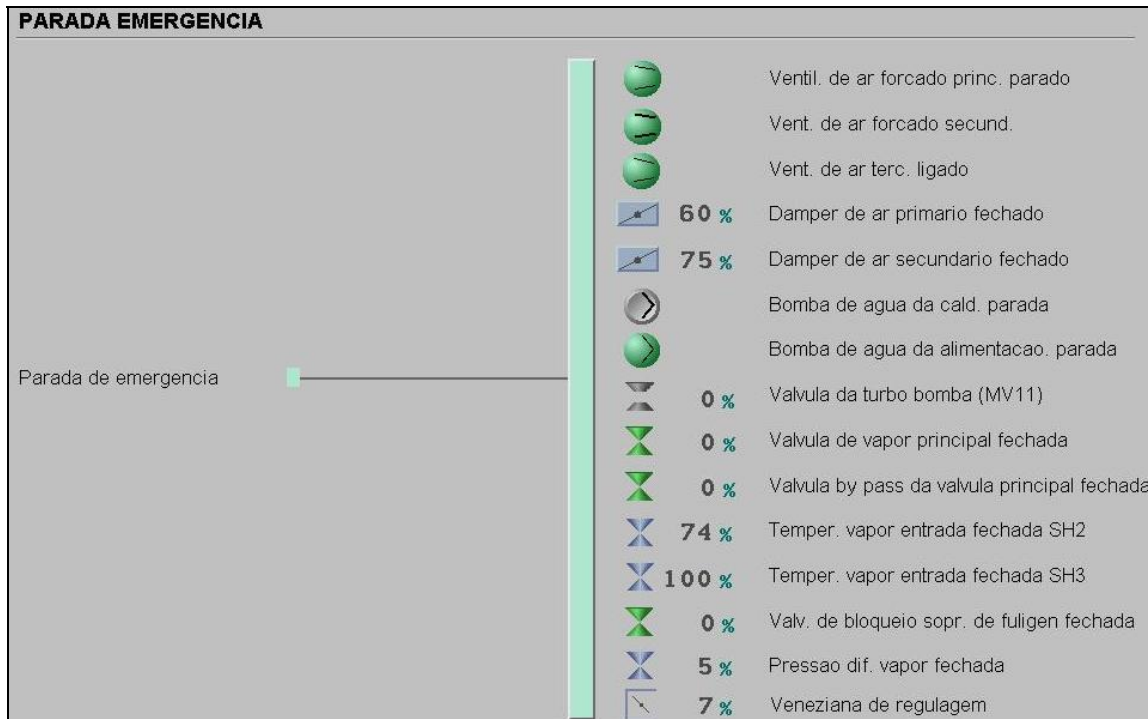 PARADA EMERGENCIA
Ventil. de ar forcado princ. parado
Vent. de ar forcado secund.
Vent. de ar terc. ligado
60 % Damper de ar primario fechado
75 % Damper de ar secundario fechado
Bomba de agua da cald. parada
Bomba de agua da alimentacao. parada
Parada de emergencia
0 % Valvula da turbo bomba (MV11)
0 % Valvula de vapor principal fechada
0 % Valvula by pass da valvula principal fechada
74 % Temper. vapor entrada fechada SH2
100 % Temper. vapor entrada fechada SH3
0 % Valv. de bloqueio sopr. de fuligen fechada
5 % Pressao dif. vapor fechada
7 % Veneziana de regulagem